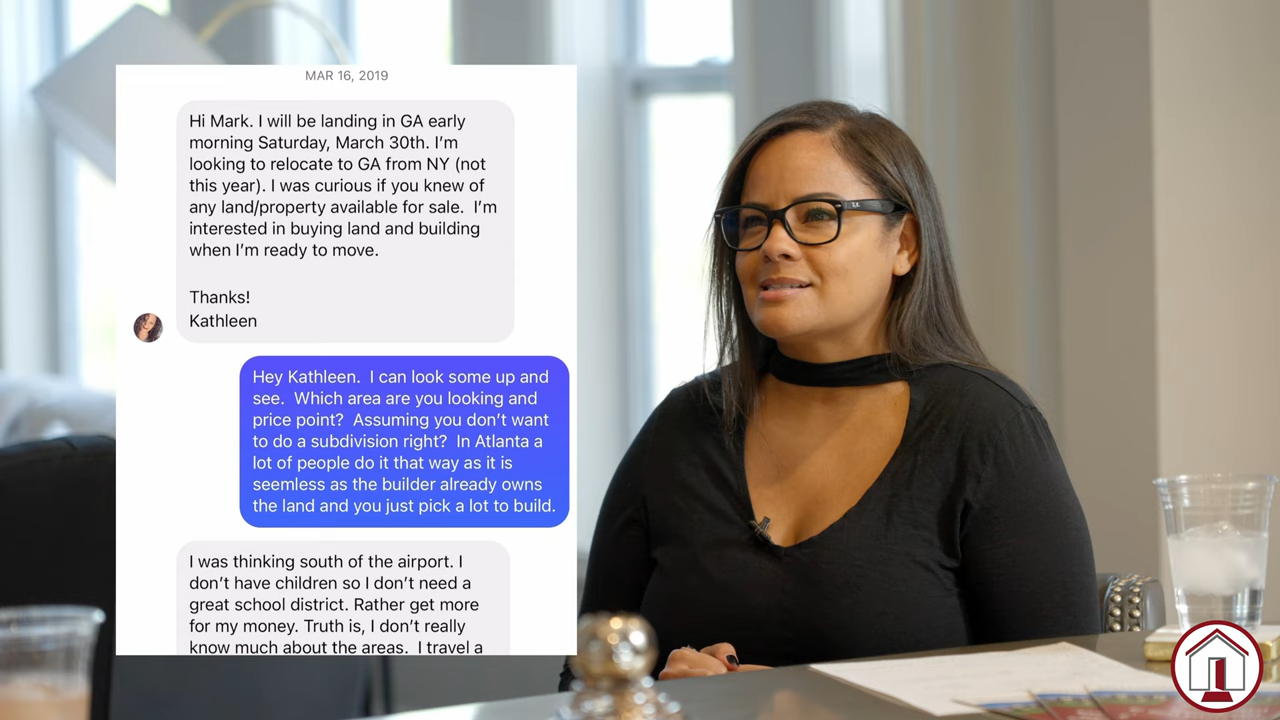 MAR 16, 2019
Hi Mark. I will be landing in GA early
morning Saturday, March 30th. I'm
looking to relocate to GA from NY (not
this year). I was curious if you knew of
any land/property available for sale.  I'm
interested in buying land and building
when I'm ready to move.
Thanks!
Kathleen
Hey Kathleen.  I can look some up and
see.  Which area are you looking and
price point?  Assuming you don't want
to do a subdivision right?  In Atlanta a
lot of people do it that way as it is
seemless as the builder already owns
the land and you just pick a lot to build.
I was thinking south of the airport. I
don't have children so I don't need a
great school district. Rather get more
for my money. Truth is, I don't really
know much about the areas.  I travel a